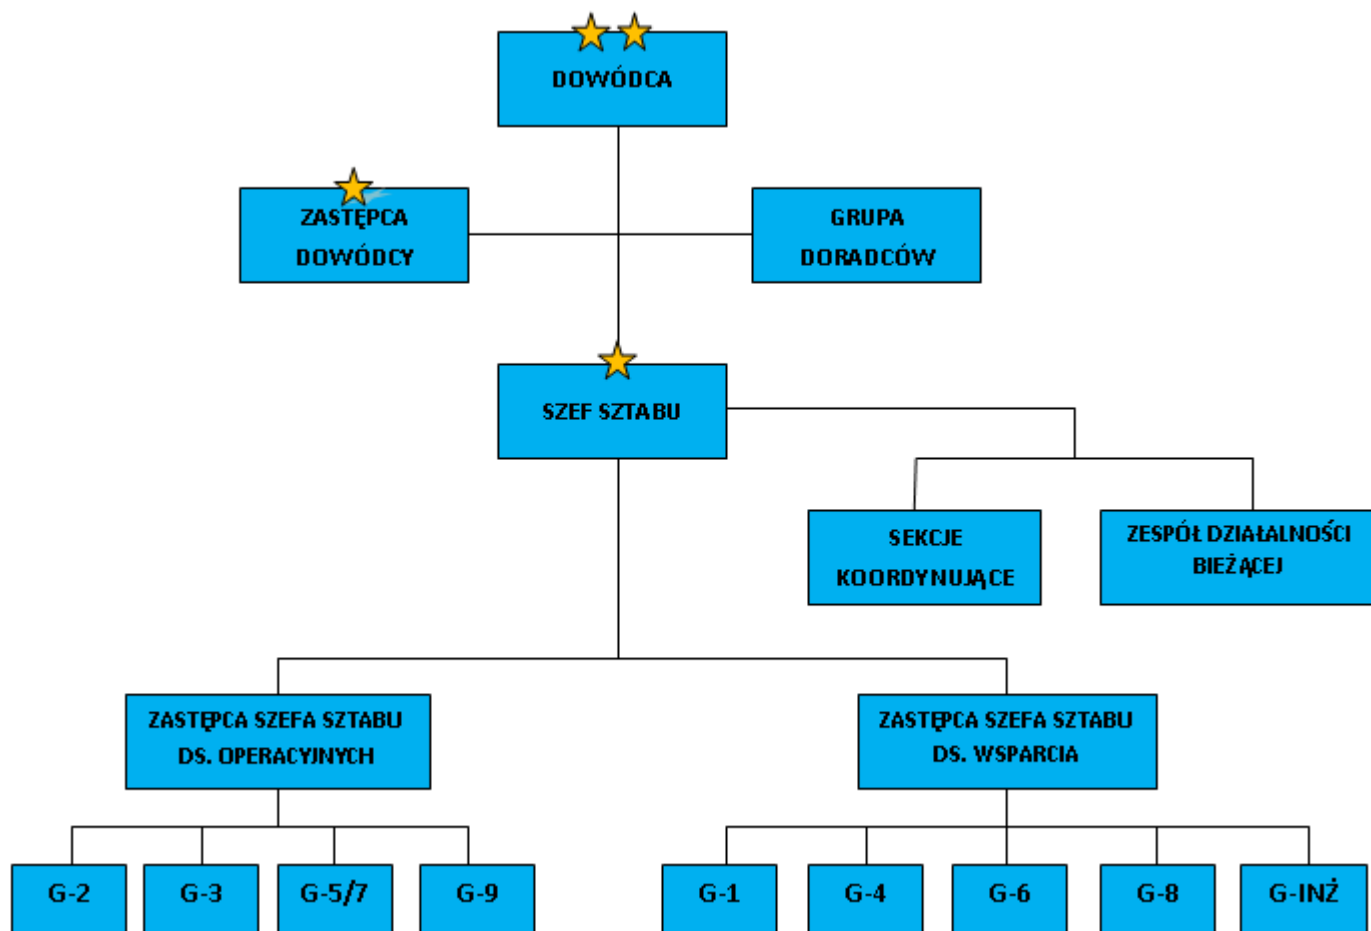 DOWÓDCA
ZASTĘPCA
DOWÓDCY
GRUPA
DORADCÓW
SZEF SZTABU
SEKCJE
KOORDYNUJĄCE
ZESPÓŁ DZIAŁALNOŚCI
BIEŻĄCEJ
ZASTĘPCA SZEFA SZTABU
DS. OPERACYJNYCH
ZASTĘPCA SZEFA SZTABU
DS. WSPARCIA
G-2
G-3
G-5/7
G-9
G-1
G-4
G-6
G-8
G-INŻ